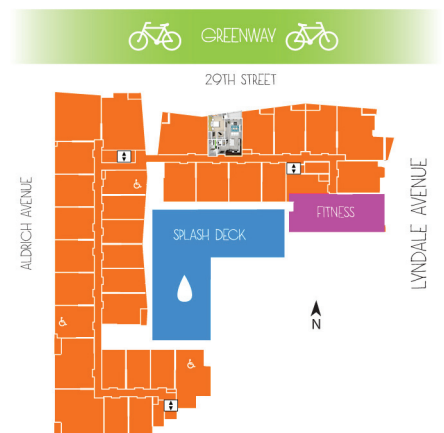 GREENWAY
29TH STREET
ALDRICH AVENUE
LYNDALE AVENUE
FITNESS
SPLASH DECK
N